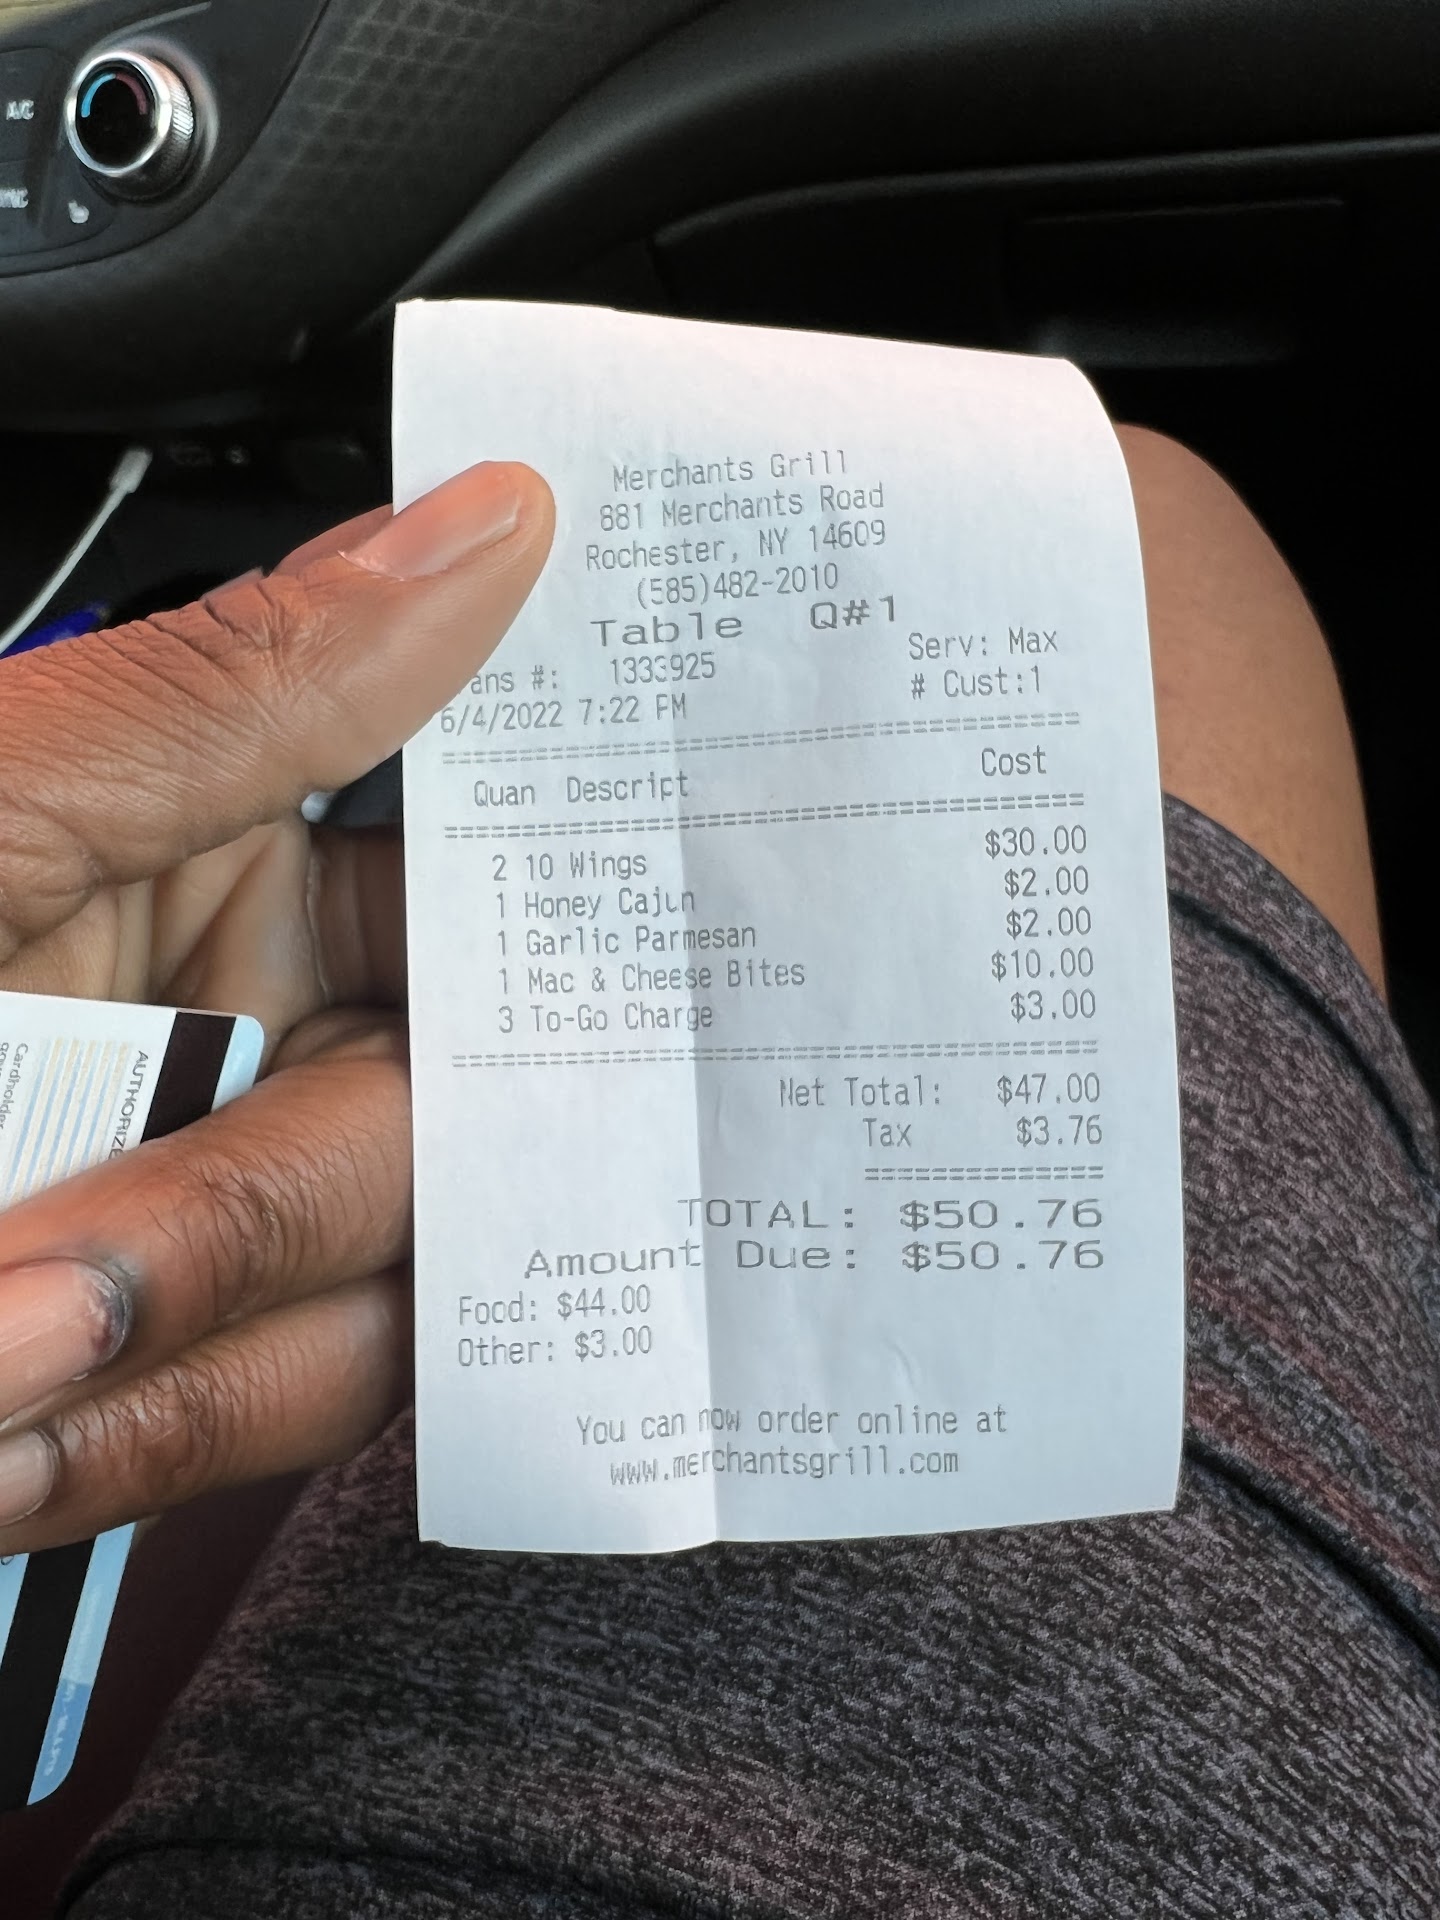 A/C
Merchants Grill
881 Merchants Road
Rochester, NY 14609
(585)482-2010
Table Q#1
Serv: Max
ans #: 1333925
# Cust:1
6/4/2022 7:22 PM
Quan Descript Cost
2 10 Wings $30.00
1 Honey Cajun $2.00
1 Garlic Parmesan $2.00
1 Mac & Cheese Bites $10.00
3 To-Go Charge $3.00
Net Total: $47.00
Tax $3.76
TOTAL: $50.76
Amount Due: $50.76
Food: $44.00
Other: $3.00
You can now order online at
www.merchantsgrill.com
AUTHORIZE
Cardholder